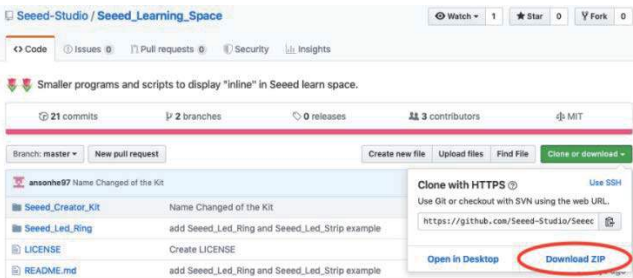 Seeed-Studio / Seeed_Learning_Space
Watch 1 Star 0 Fork 0
Code Issues 0 Pull requests 0 Security Insights
Smaller programs and scripts to display "inline" in Seeed learn space.
21 commits 2 branches 0 releases 3 contributors MIT
Branch: master New pull request Create new file Upload files Find File Clone or download
ansonhe97 Name Changed of the Kit
Seeed_Creator_Kit Name Changed of the Kit
Seeed_Led_Ring add Seeed_Led_Ring and Seeed_Led_Strip example
LICENSE Create LICENSE
README.md add Seeed_Led_Ring and Seeed_Led_Strip example
Clone with HTTPS Use SSH
Use Git or checkout with SVN using the web URL.
https://github.com/Seeed-Studio/Seeec
Open in Desktop Download ZIP